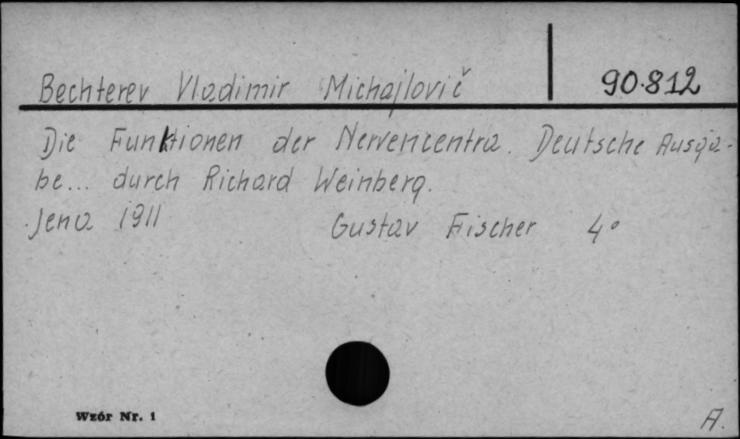 Bechterev Vladimir Michajlovič 90.812
Die Funktionen der Nervencentra. Deutsche Ausga-
be... durch Richard Weinberg.
Jena 1911 Gustav Fischer 4°
Wzór Nr. 1
A.